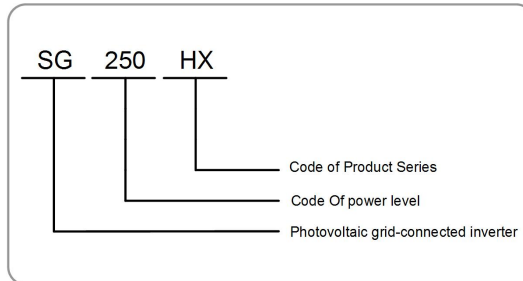 SG 250 HX
Code of Product Series
Code Of power level
Photovoltaic grid-connected inverter